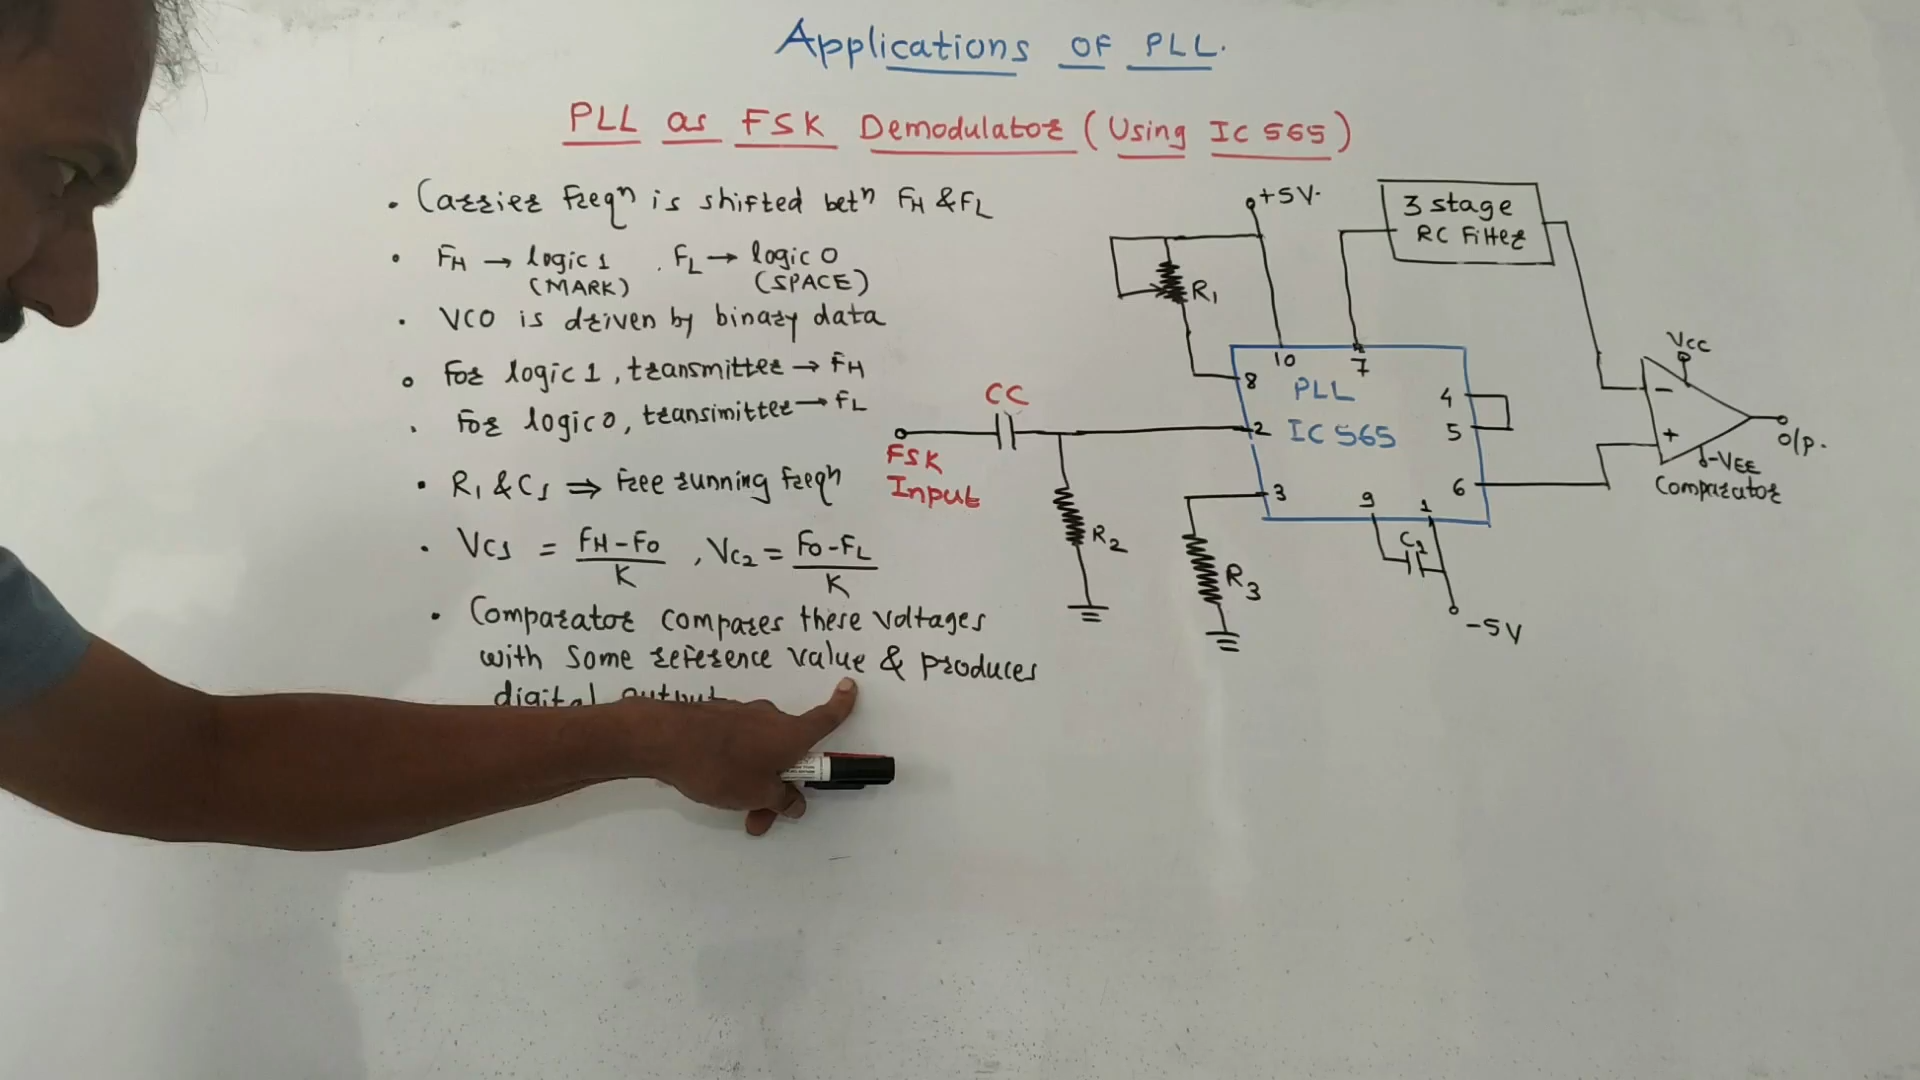 Applications OF PLL.
PLL as FSK Demodulator (Using IC 565)
• Carrier Freqⁿ is shifted betⁿ FH & FL
• FH → logic 1 . FL → logic 0
(MARK) (SPACE)
• VCO is driven by binary data
• For logic 1, transmitter → FH
. For logic 0, transimitter → FL
• R1 & C1 ⇒ Free running freqⁿ
• VC1 = FH-FO / K , VC2 = FO-FL / K
• Comparator compares these voltages
with some reference value & produces
digital output
+5V.
3 stage
RC Filter
R1
10
7
8
PLL
4
CC
2
IC 565
5
FSK
Input
3
9
1
6
R2
R3
C1
-5V
Vcc
-
+
-VEE
Comparator
o/p.